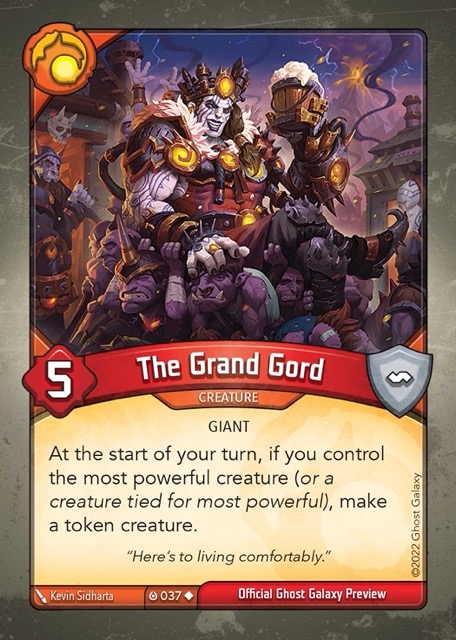 5
The Grand Gord
CREATURE
GIANT
At the start of your turn, if you control
the most powerful creature (or a
creature tied for most powerful), make
a token creature.
“Here’s to living comfortably.”
©2022 Ghost Galaxy
Kevin Sidharta
037
Official Ghost Galaxy Preview